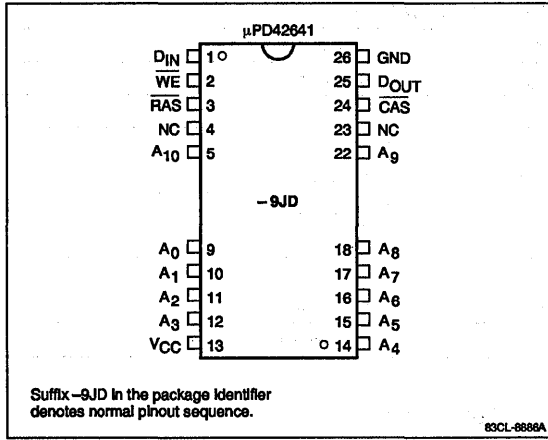 μPD42641
DIN 1 26 GND
WE 2 25 DOUT
RAS 3 24 CAS
NC 4 23 NC
A10 5 22 A9
-9JD
A0 9 18 A8
A1 10 17 A7
A2 11 16 A6
A3 12 15 A5
VCC 13 14 A4
Suffix -9JD in the package identifier
denotes normal pinout sequence.
83CL-8886A